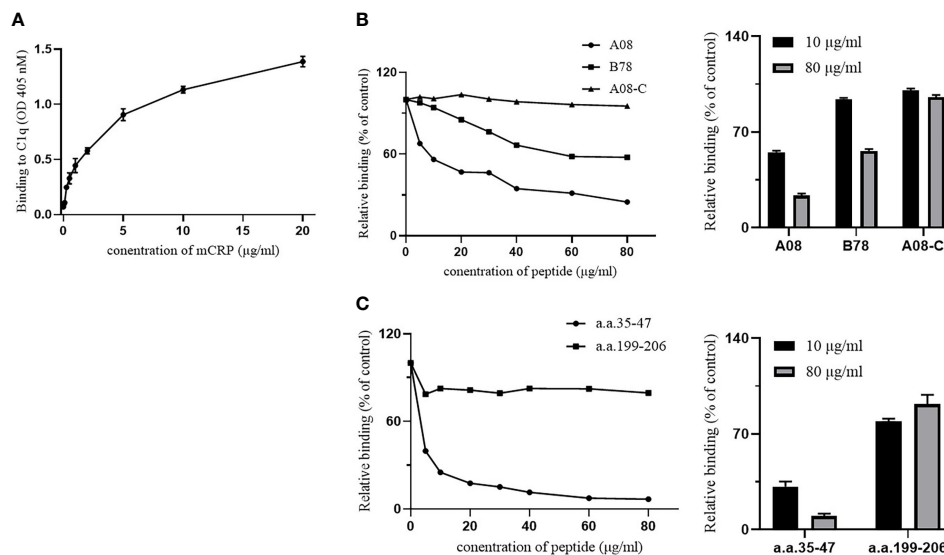 A
Binding to C1q (OD 405 nM)
1.5
1.0
0.5
0.0
0
5
10
15
20
conentration of mCRP (µg/ml)
B
A08
B78
A08-C
Relative binding (% of control)
120
60
0
0
20
40
60
80
conentration of peptide (µg/ml)
10 µg/ml
80 µg/ml
Relative binding (% of control)
140
70
0
A08
B78
A08-C
C
a.a.35-47
a.a.199-206
Relative binding (% of control)
120
60
0
0
20
40
60
80
conentration of peptide (µg/ml)
10 µg/ml
80 µg/ml
Relative binding (% of control)
140
70
0
a.a.35-47
a.a.199-206